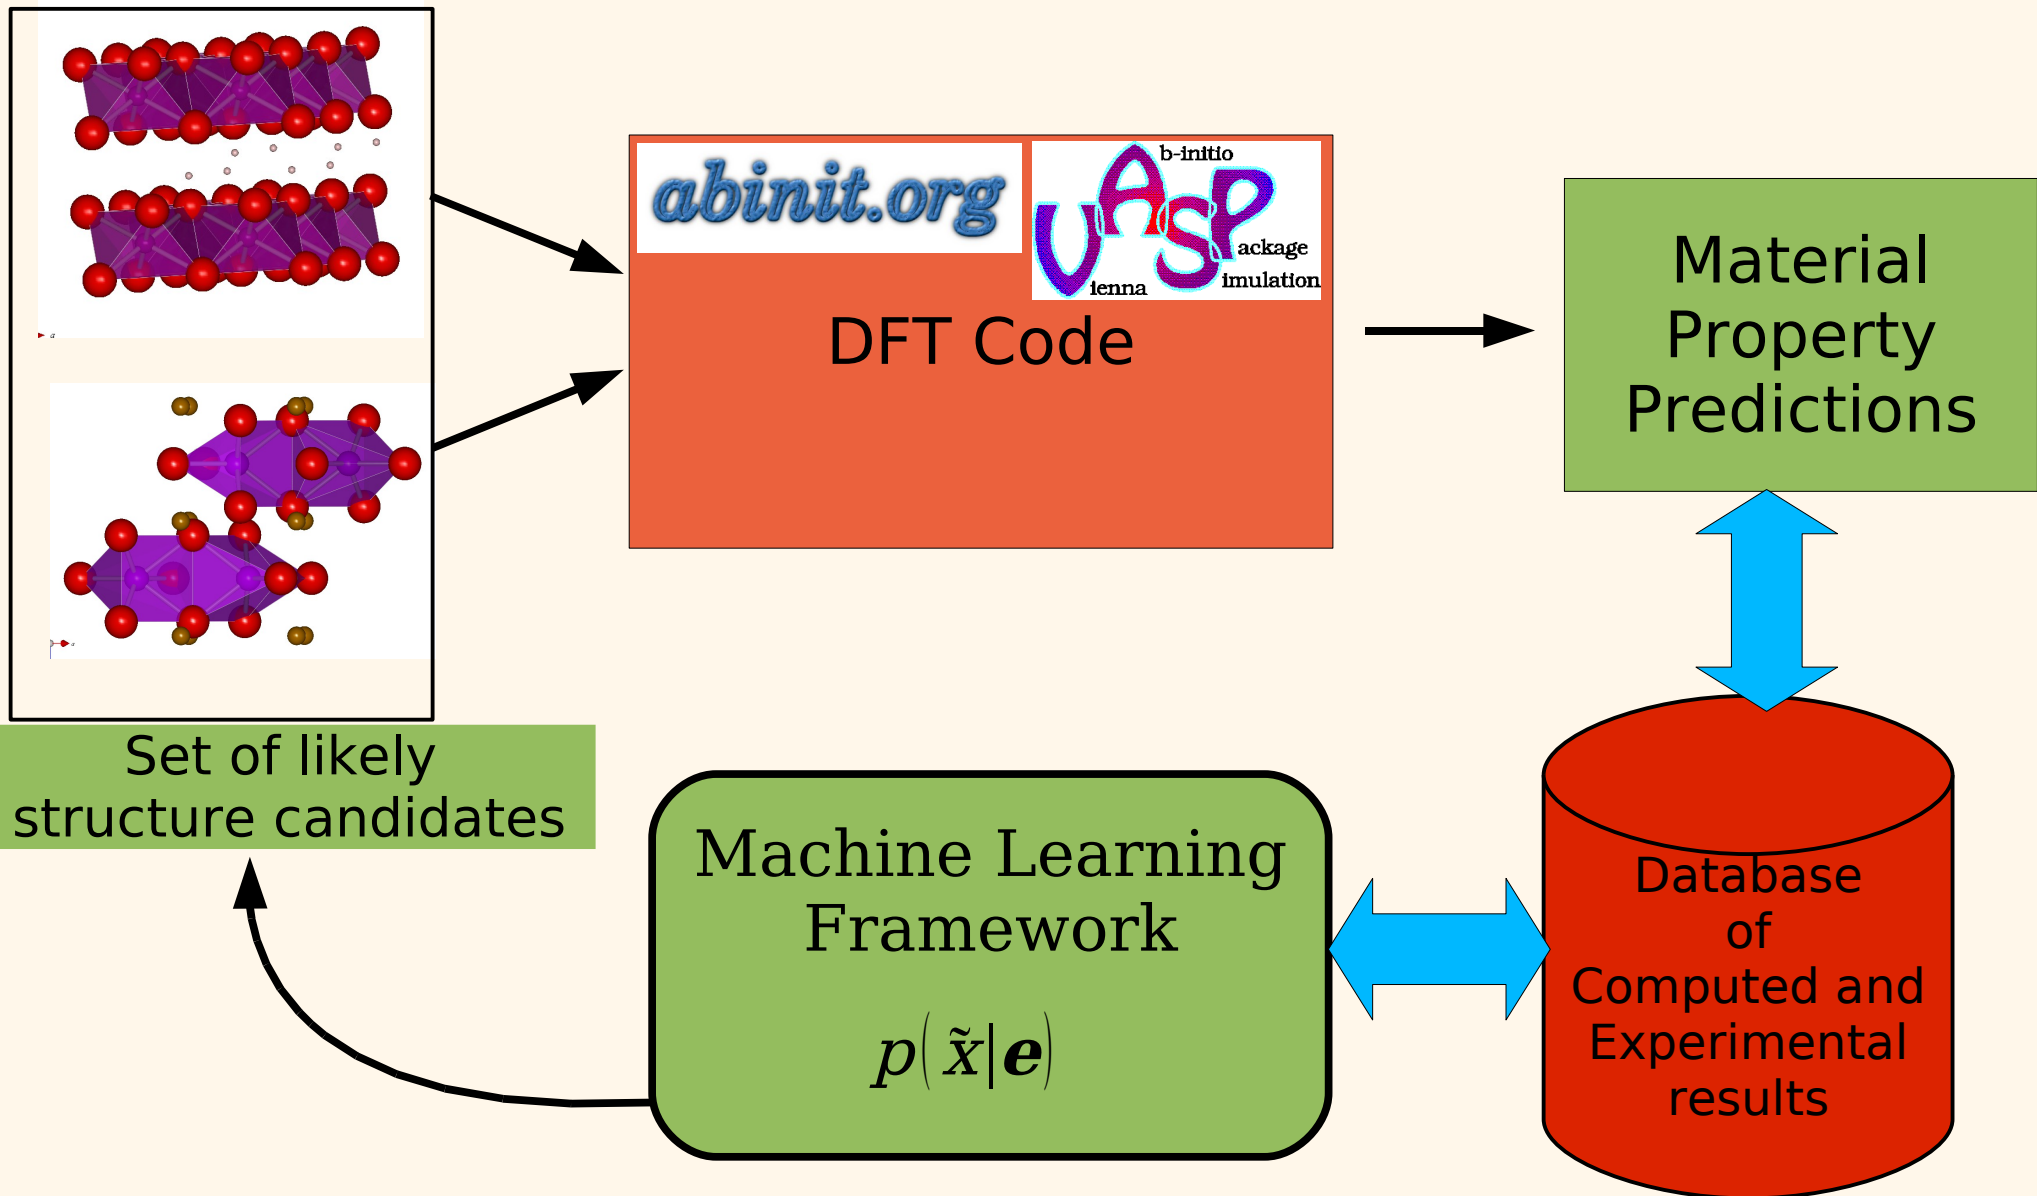 abinit.org
b-initio
VASP
ackage
imulation
ienna
DFT Code
Material
Property
Predictions
a
a
Set of likely
structure candidates
Machine Learning
Framework
p(x̃|e)
Database
of
Computed and
Experimental
results